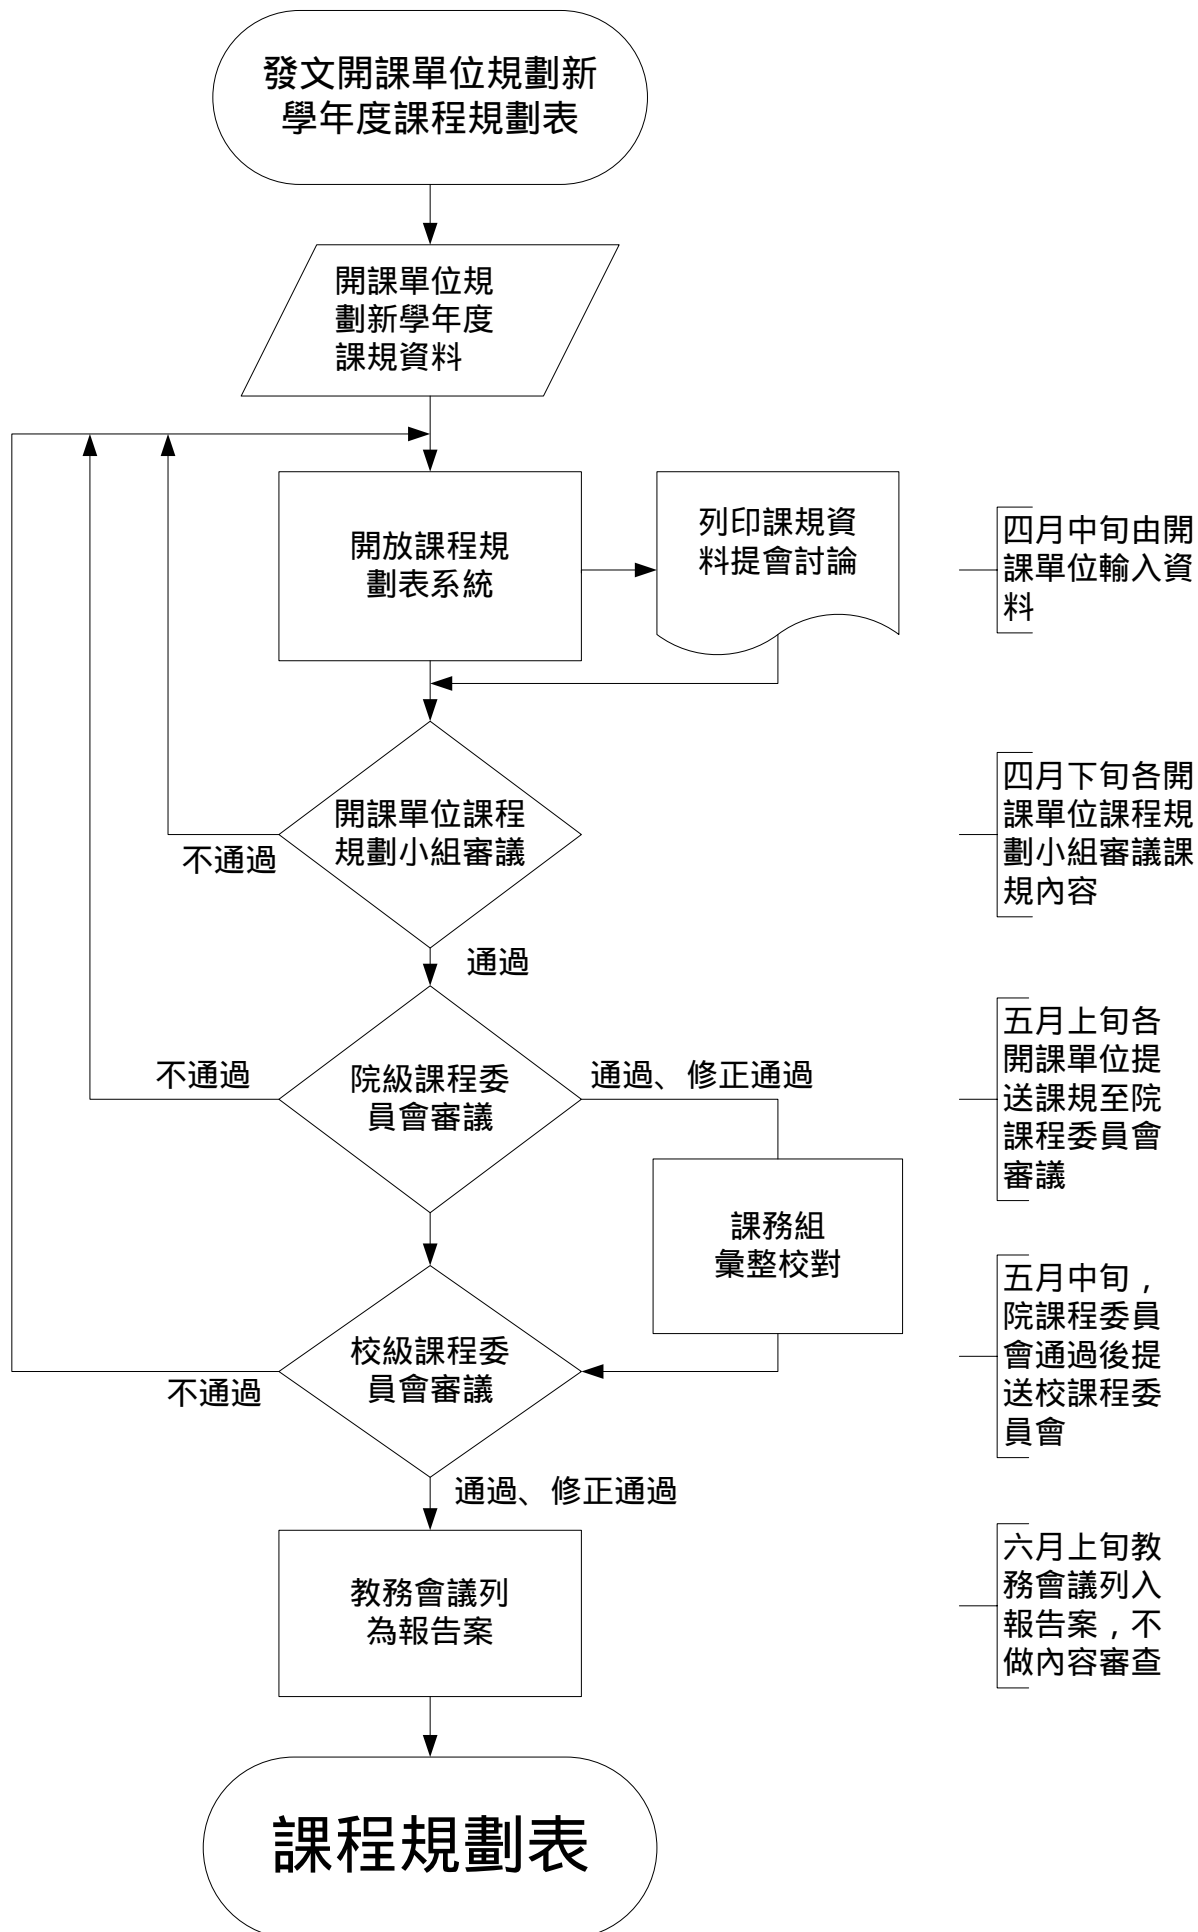 發文開課單位規劃新
學年度課程規劃表
開課單位規
劃新學年度
課規資料
開放課程規
劃表系統
列印課規資
料提會討論
四月中旬由開
課單位輸入資
料
開課單位課程
規劃小組審議
不通過
四月下旬各開
課單位課程規
劃小組審議課
規內容
通過
院級課程委
員會審議
不通過
通過、修正通過
五月上旬各
開課單位提
送課規至院
課程委員會
審議
課務組
彙整校對
校級課程委
員會審議
不通過
五月中旬，
院課程委員
會通過後提
送校課程委
員會
通過、修正通過
教務會議列
為報告案
六月上旬教
務會議列入
報告案，不
做內容審查
課程規劃表